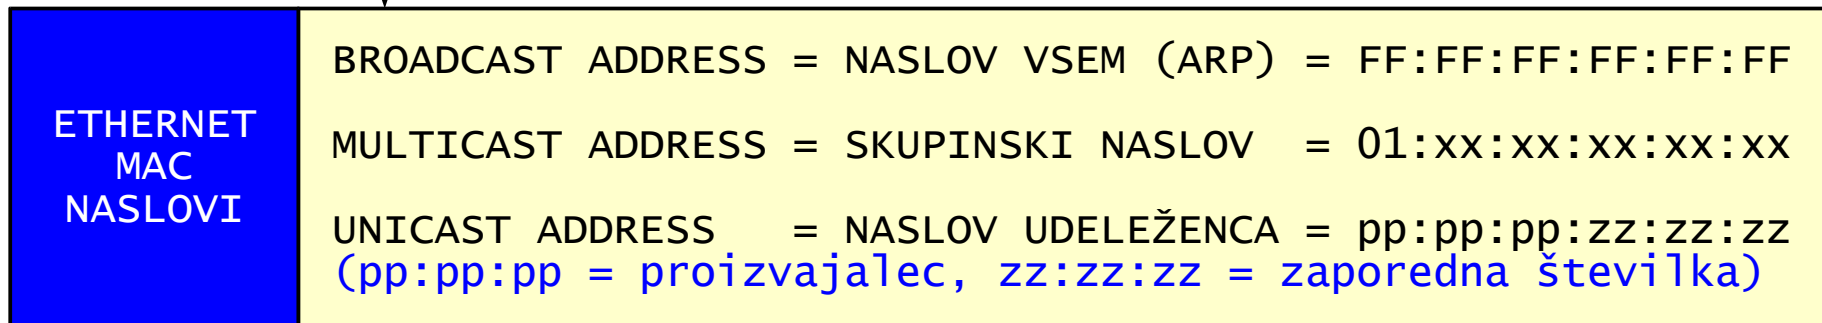 ETHERNET
MAC
NASLOVI
BROADCAST ADDRESS = NASLOV VSEM (ARP) = FF:FF:FF:FF:FF:FF
MULTICAST ADDRESS = SKUPINSKI NASLOV = 01:xx:xx:xx:xx:xx
UNICAST ADDRESS = NASLOV UDELEŽENCA = pp:pp:pp:zz:zz:zz
(pp:pp:pp = proizvajalec, zz:zz:zz = zaporedna številka)